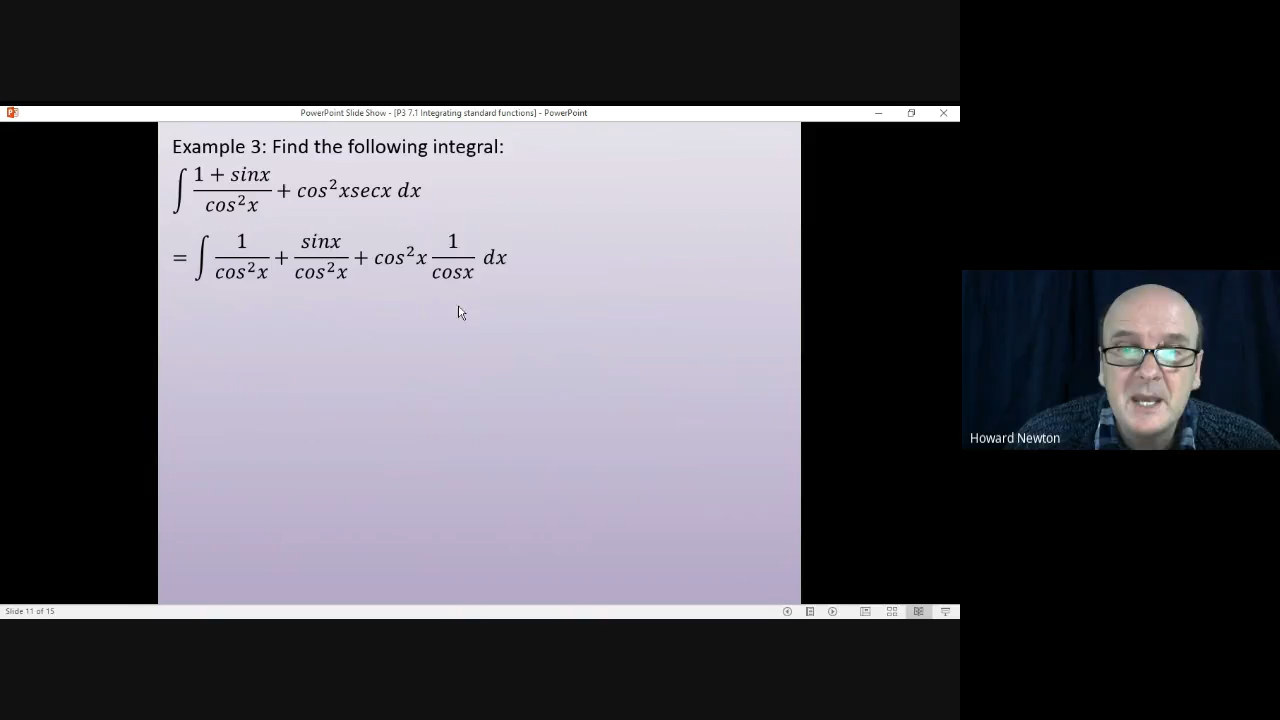 PowerPoint Slide Show - [P3 7.1 Integrating standard functions] - PowerPoint
Example 3: Find the following integral:
∫ (1 + sinx)/(cos²x) + cos²xsecx dx
= ∫ 1/(cos²x) + sinx/(cos²x) + cos²x 1/(cosx) dx
Howard Newton
Slide 11 of 15